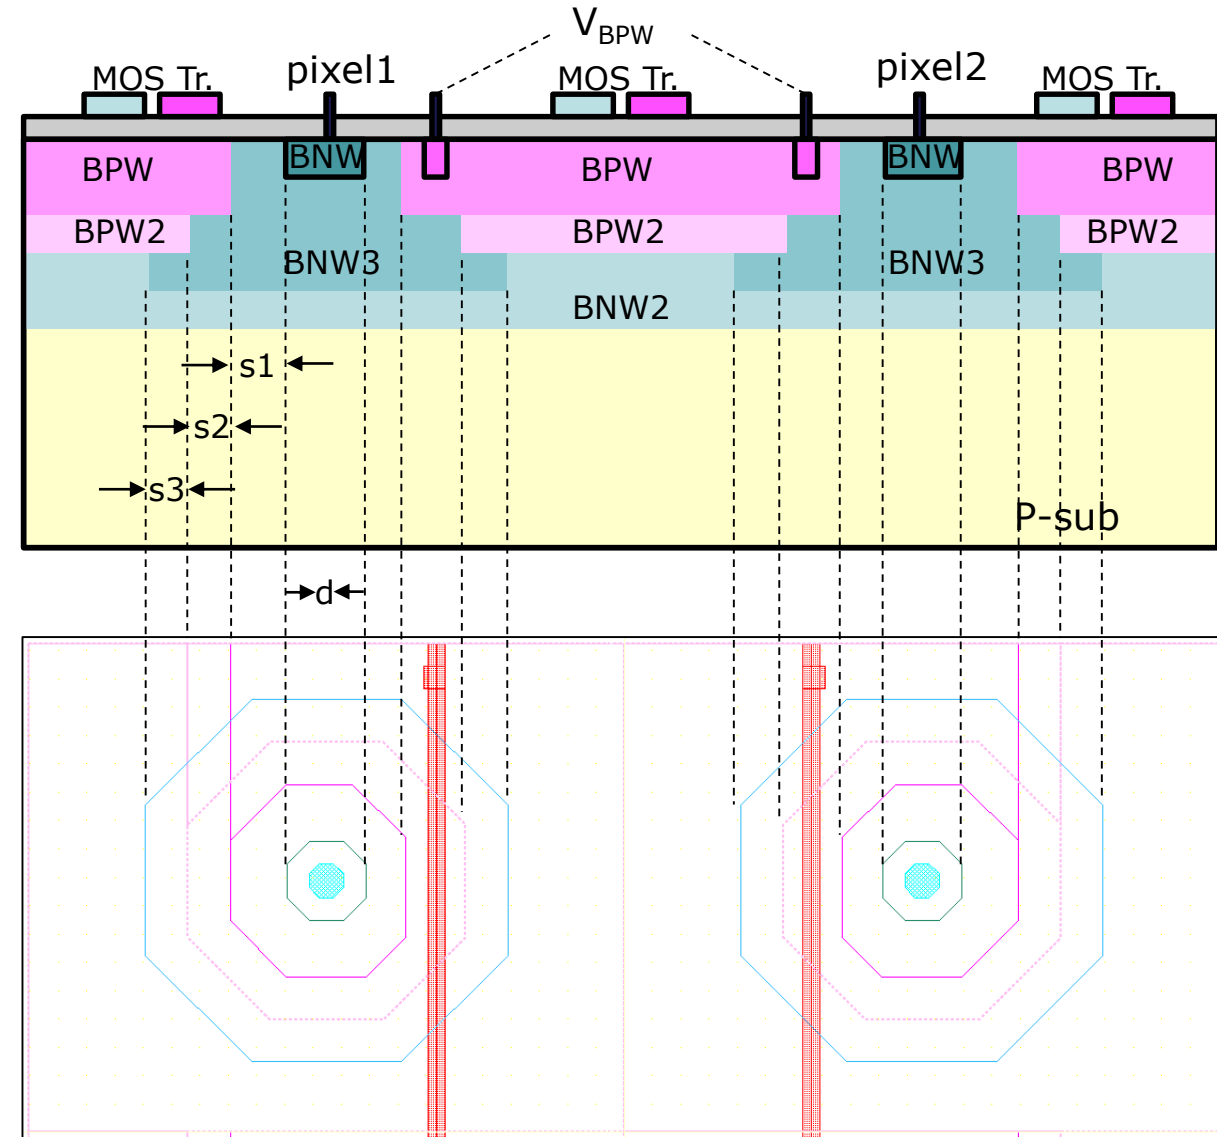 V_BPW
MOS Tr.
pixel1
MOS Tr.
pixel2
MOS Tr.
BPW
BNW
BPW
BNW
BPW
BPW2
BPW2
BPW2
BNW3
BNW3
BNW2
s1
s2
s3
P-sub
d